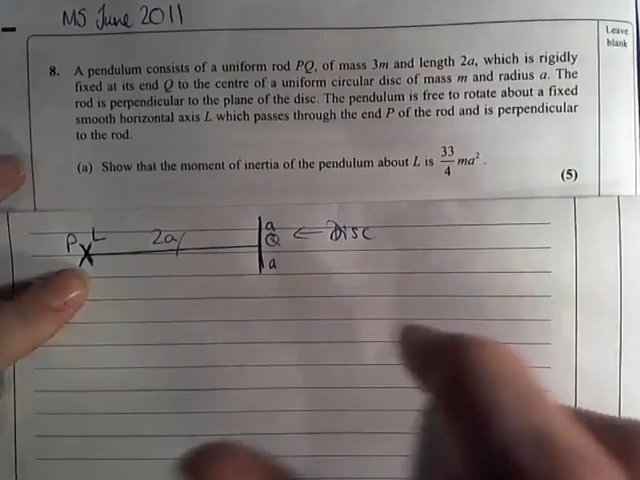 MS June 2011
Leave
blank
8. A pendulum consists of a uniform rod PQ, of mass 3m and length 2a, which is rigidly
fixed at its end Q to the centre of a uniform circular disc of mass m and radius a. The
rod is perpendicular to the plane of the disc. The pendulum is free to rotate about a fixed
smooth horizontal axis L which passes through the end P of the rod and is perpendicular
to the rod.
(a) Show that the moment of inertia of the pendulum about L is 33/4 ma².
(5)
P L 2a a Q ← Disc
a